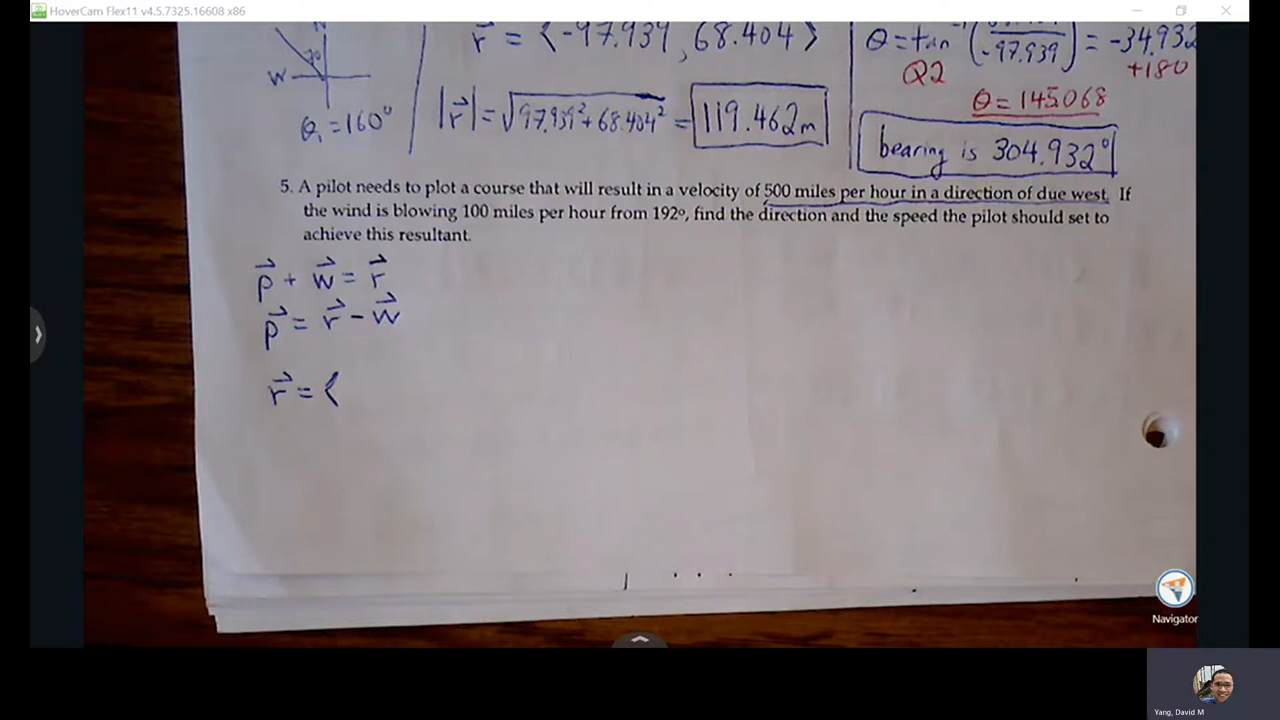 HoverCam Flex11 v4.5.7325.16608 x86
N
W
θ₁ = 160°
r⃗ = ⟨-97.939, 68.404⟩
|r⃗| = √97.939² + 68.404² = 119.462m
θ = tan⁻¹ ( / -97.939) = -34.932
Q2
+180
θ = 145.068
bearing is 304.932°
5. A pilot needs to plot a course that will result in a velocity of 500 miles per hour in a direction of due west. If
the wind is blowing 100 miles per hour from 192º, find the direction and the speed the pilot should set to
achieve this resultant.
p⃗ + w⃗ = r⃗
p⃗ = r⃗ - w⃗
r⃗ = ⟨
Navigator
Yang, David M